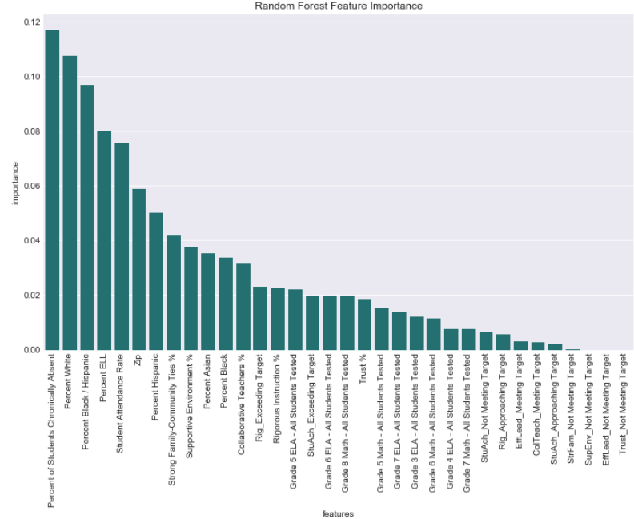 Random Forest Feature Importance
0.12
0.10
0.08
0.06
0.04
0.02
0.00
importance
Percent of Students Chronically Absent
Percent White
Percent Black / Hispanic
Percent ELL
Student Attendance Rate
Zip
Percent Hispanic
Strong Family-Community Ties %
Supportive Environment %
Percent Asian
Percent Black
Collaborative Teachers %
Rig_Exceeding Target
Rigorous Instruction %
Grade 5 ELA - All Students Tested
StuAch_Exceeding Target
Grade 6 ELA - All Students Tested
Grade 8 Math - All Students Tested
Trust %
Grade 5 Math - All Students Tested
Grade 7 ELA - All Students Tested
Grade 3 ELA - All Students Tested
Grade 6 Math - All Students Tested
Grade 4 ELA - All Students Tested
Grade 7 Math - All Students Tested
StuAch_Not Meeting Target
Rig_Approaching Target
EffLead_Meeting Target
ColTeach_Meeting Target
StuAch_Approaching Target
StrFam_Not Meeting Target
SupEnv_Not Meeting Target
EffLead_Not Meeting Target
Trust_Not Meeting Target
features